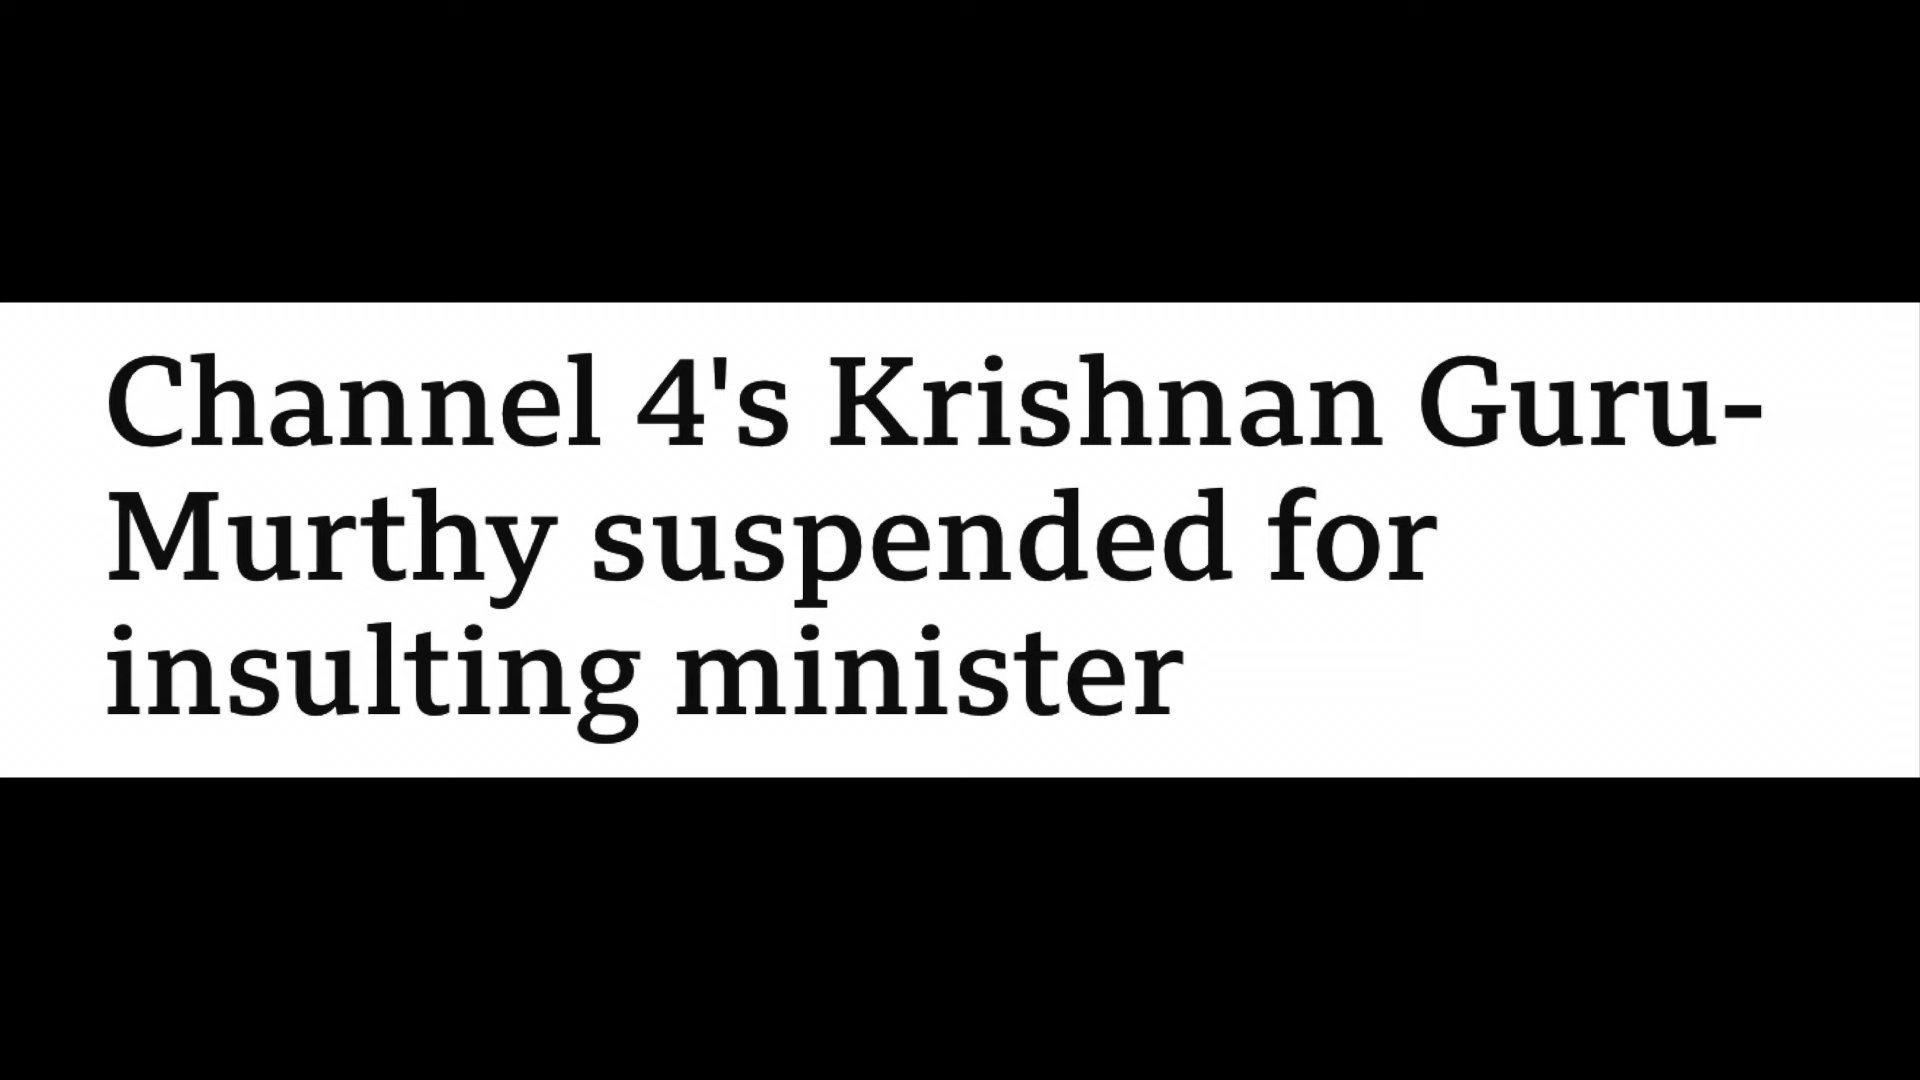 Channel 4's Krishnan Guru-
Murthy suspended for
insulting minister